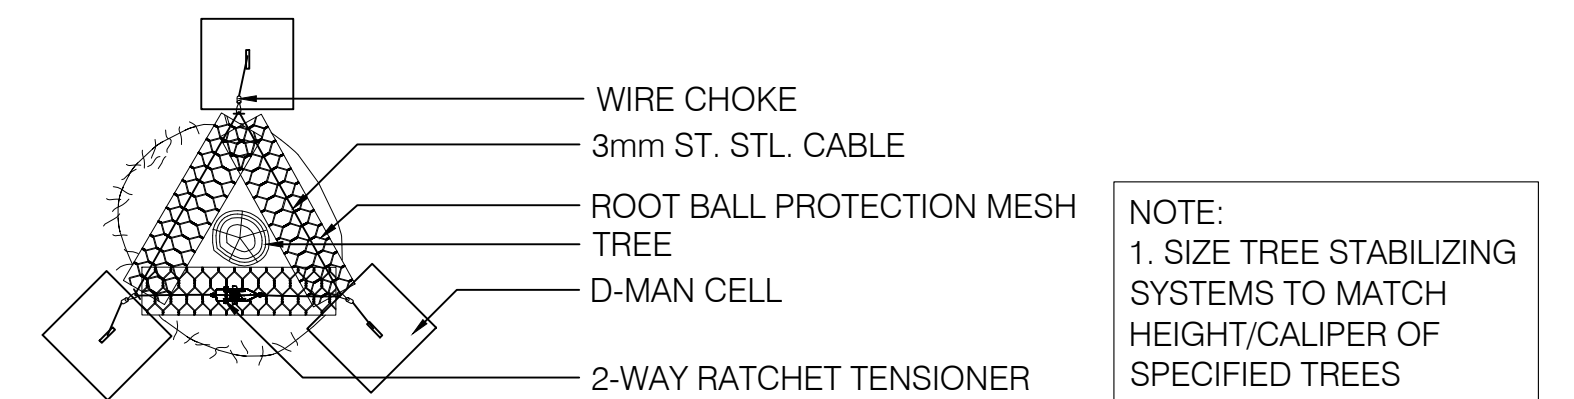 WIRE CHOKE
3mm ST. STL. CABLE
ROOT BALL PROTECTION MESH
TREE
D-MAN CELL
2-WAY RATCHET TENSIONER
NOTE:
1. SIZE TREE STABILIZING
SYSTEMS TO MATCH
HEIGHT/CALIPER OF
SPECIFIED TREES